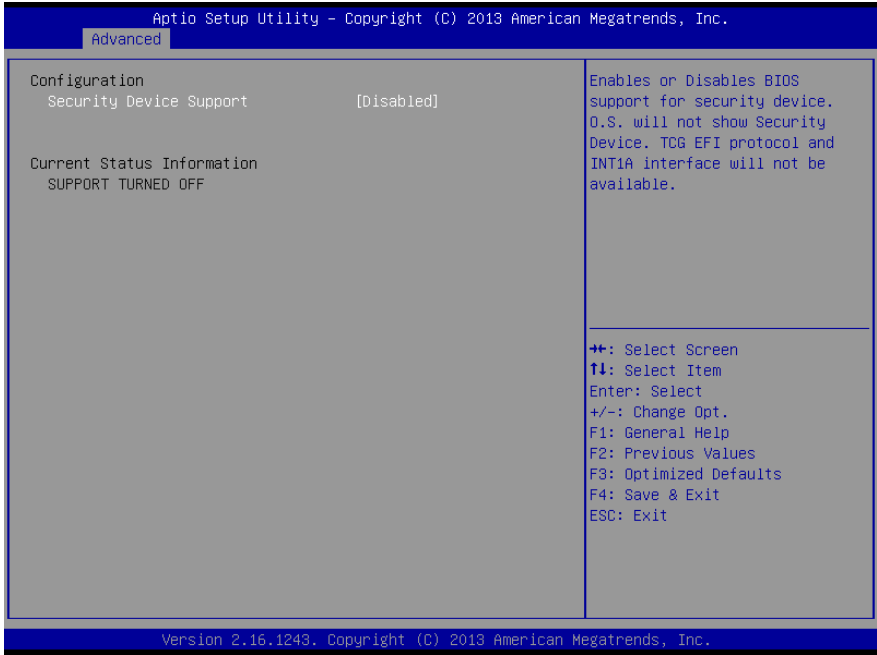 Aptio Setup Utility – Copyright (C) 2013 American Megatrends, Inc.
Advanced
Configuration
Security Device Support [Disabled]
Current Status Information
SUPPORT TURNED OFF
Enables or Disables BIOS
support for security device.
O.S. will not show Security
Device. TCG EFI protocol and
INT1A interface will not be
available.
→←: Select Screen
↑↓: Select Item
Enter: Select
+/-: Change Opt.
F1: General Help
F2: Previous Values
F3: Optimized Defaults
F4: Save & Exit
ESC: Exit
Version 2.16.1243. Copyright (C) 2013 American Megatrends, Inc.